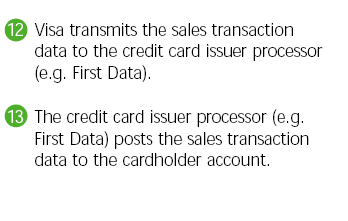 12 Visa transmits the sales transaction
data to the credit card issuer processor
(e.g. First Data).
13 The credit card issuer processor (e.g.
First Data) posts the sales transaction
data to the cardholder account.